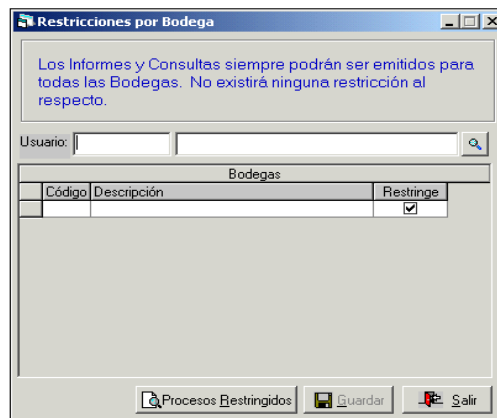 Restricciones por Bodega
Los Informes y Consultas siempre podrán ser emitidos para
todas las Bodegas. No existirá ninguna restricción al
respecto.
Usuario:
Bodegas
Código Descripción Restringe
Procesos Restringidos Guardar Salir